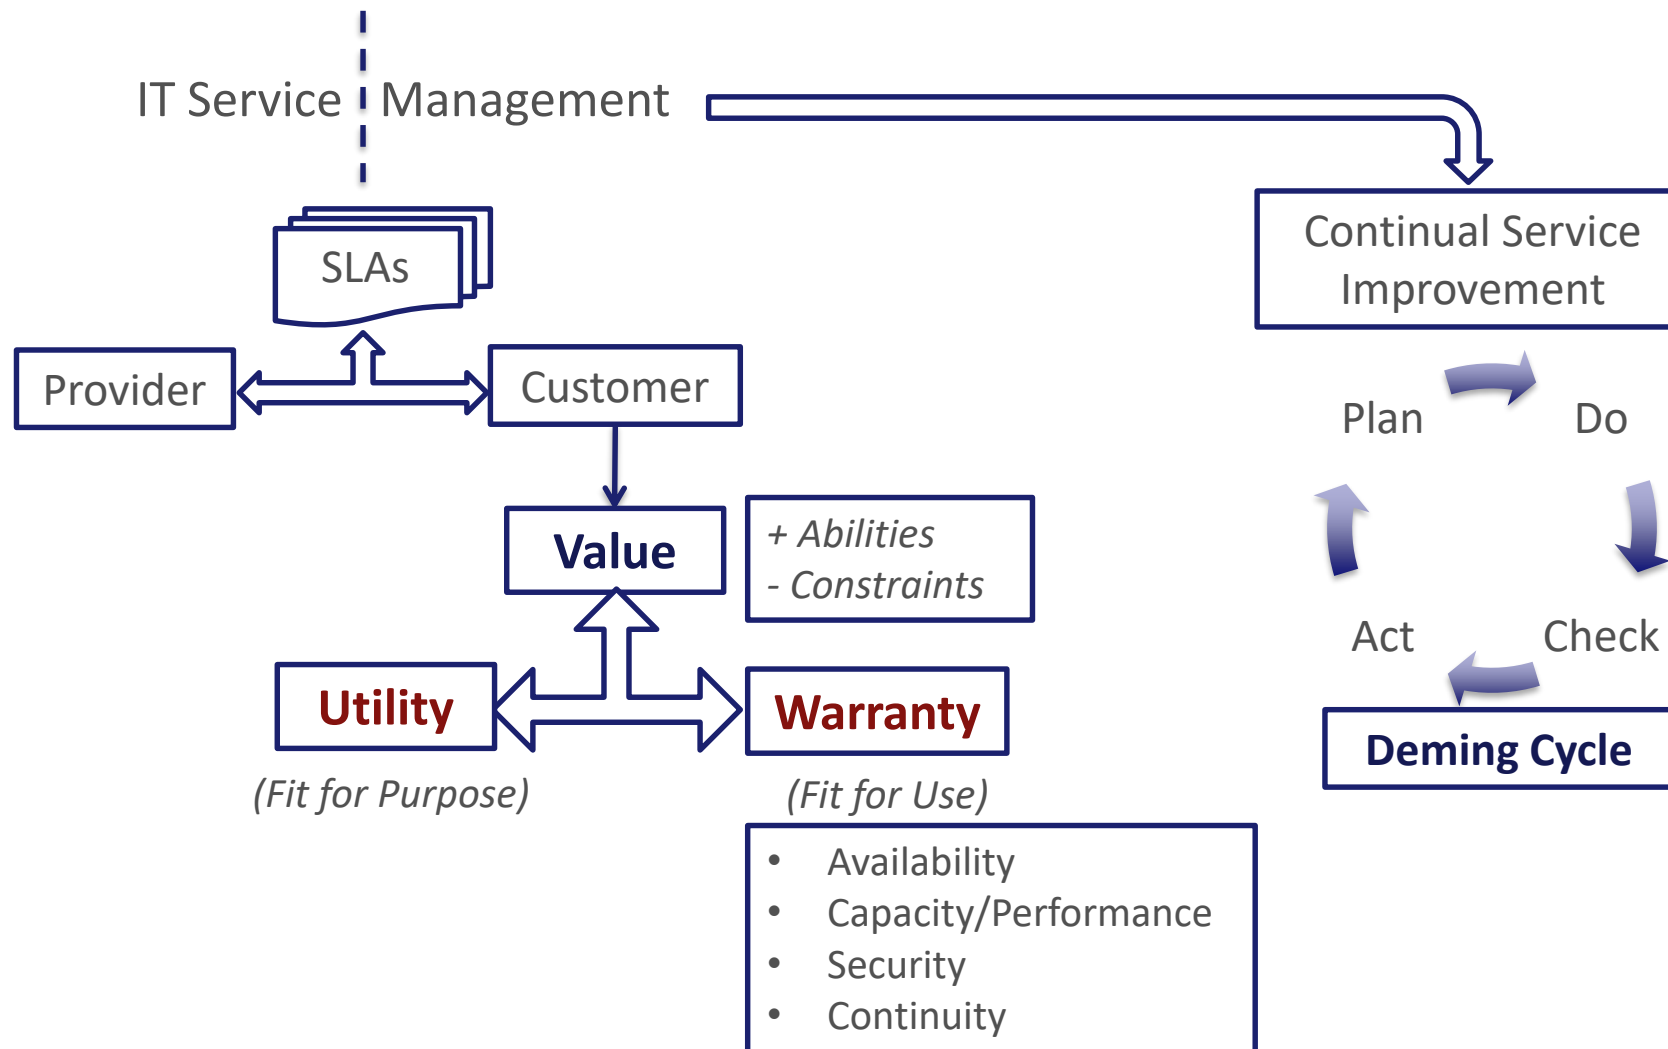 IT Service Management
SLAs
Provider
Customer
Value
+ Abilities
- Constraints
Utility
Warranty
(Fit for Purpose)
(Fit for Use)
• Availability
• Capacity/Performance
• Security
• Continuity
Continual Service
Improvement
Plan
Do
Act
Check
Deming Cycle